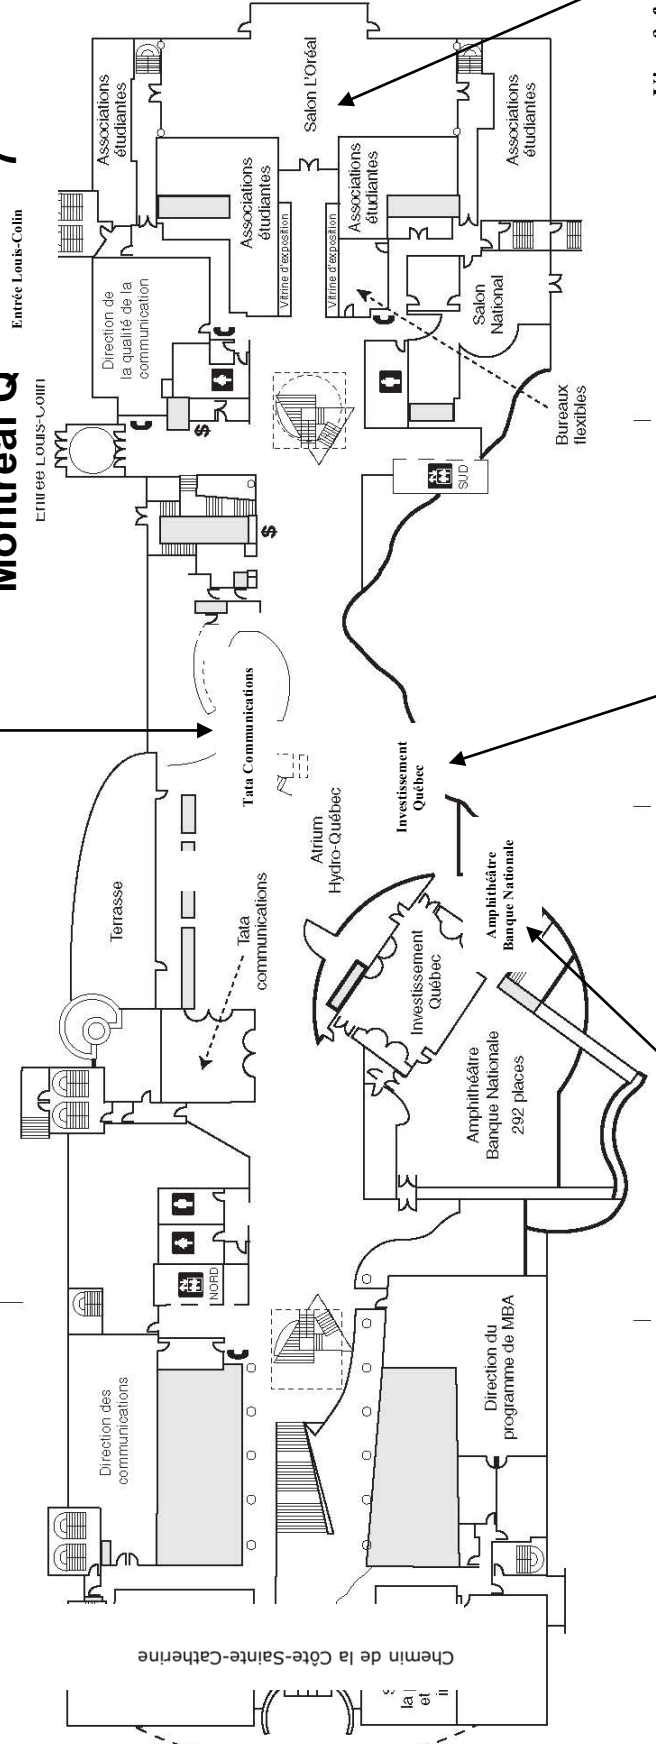 Montréal Q
Entrée Louis-Colin
Entrée Louis-Colin
Associations
étudiantes
Salon L'Oréal
Associations
étudiantes
Associations
étudiantes
Associations
étudiantes
Vitrine d'exposition
Vitrine d'exposition
Direction de
la qualité de la
communication
Salon
National
Bureaux
flexibles
$
SUD
$
Tata Communications
Investissement
Québec
Atrium
Hydro-Québec
Amphithéâtre
Banque Nationale
Terrasse
Tata
communications
Investissement
Québec
Amphithéâtre
Banque Nationale
292 places
NORD
Direction des
communications
Direction du
programme de MBA
Chemin de la Côte-Sainte-Catherine
la
et